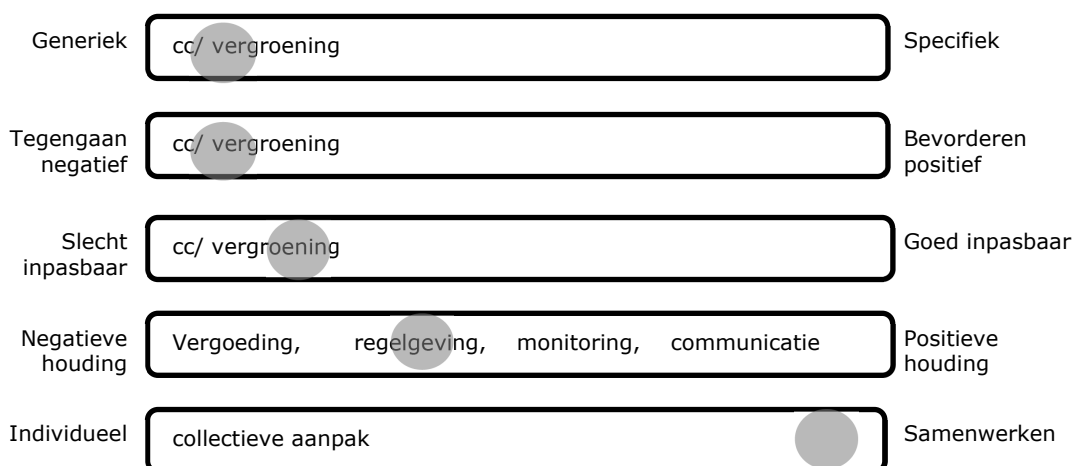 Generiek cc/ vergroening Specifiek
Tegengaan negatief cc/ vergroening Bevorderen positief
Slecht inpasbaar cc/ vergroening Goed inpasbaar
Negatieve houding Vergoeding, regelgeving, monitoring, communicatie Positieve houding
Individueel collectieve aanpak Samenwerken